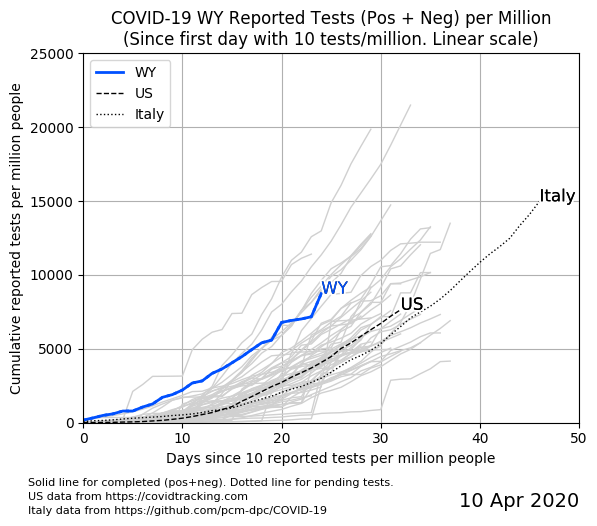 COVID-19 WY Reported Tests (Pos + Neg) per Million
(Since first day with 10 tests/million. Linear scale)
Cumulative reported tests per million people
25000
20000
15000
10000
5000
0
WY
US
Italy
Italy
WY
US
0 10 20 30 40 50
Days since 10 reported tests per million people
Solid line for completed (pos+neg). Dotted line for pending tests.
US data from https://covidtracking.com
Italy data from https://github.com/pcm-dpc/COVID-19
10 Apr 2020